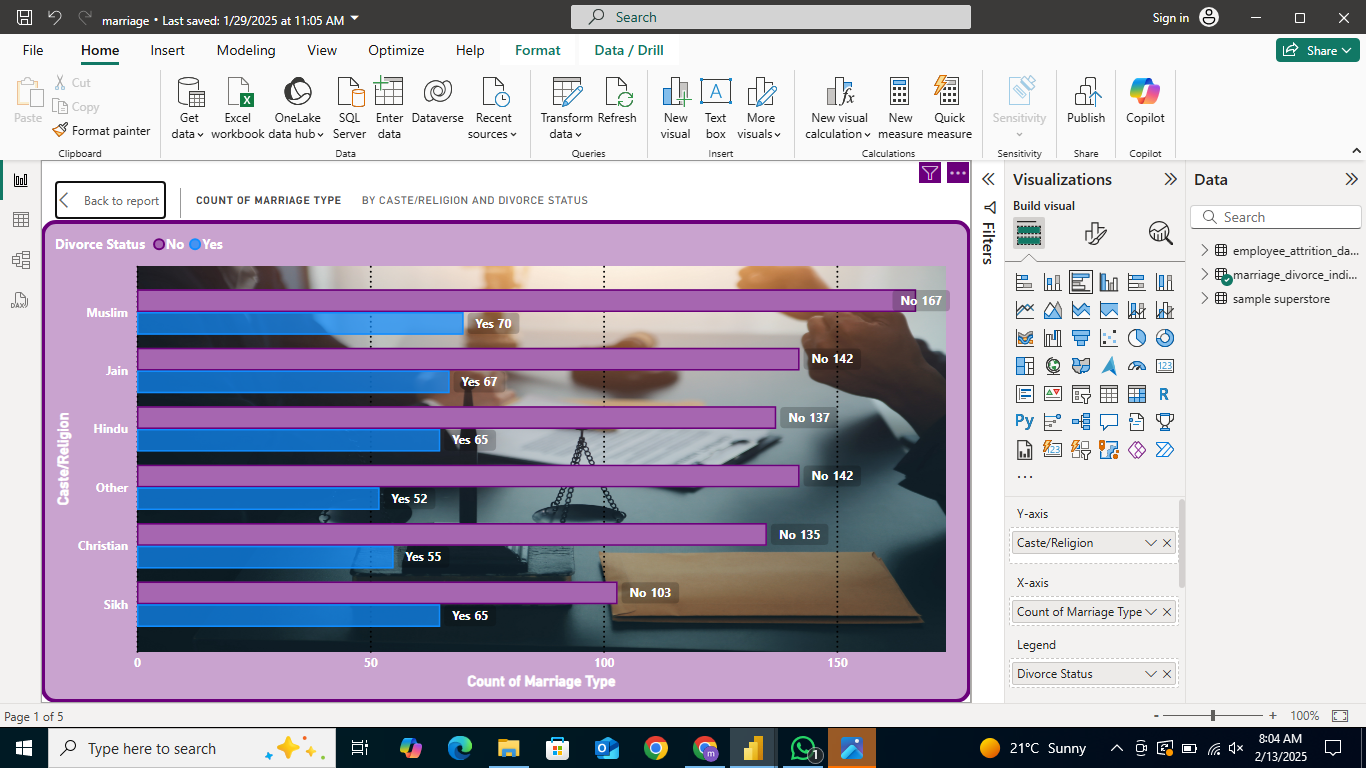 marriage • Last saved: 1/29/2025 at 11:05 AM
Search
Sign in
File Home Insert Modeling View Optimize Help Format Data / Drill
Share
Paste
Cut
Copy
Format painter
Clipboard
Get data
Excel workbook
OneLake data hub
SQL Server
Enter data
Dataverse
Recent sources
Data
Transform data
Refresh
Queries
New visual
Text box
More visuals
Insert
New visual calculation
New measure
Quick measure
Calculations
Sensitivity
Sensitivity
Publish
Share
Copilot
Copilot
Back to report
COUNT OF MARRIAGE TYPE
BY CASTE/RELIGION AND DIVORCE STATUS
Divorce Status No Yes
Caste/Religion
Muslim
No 167
Yes 70
Jain
No 142
Yes 67
Hindu
No 137
Yes 65
Other
No 142
Yes 52
Christian
No 135
Yes 55
Sikh
No 103
Yes 65
0 50 100 150
Count of Marriage Type
Filters
Visualizations
Build visual
123
R
Py
123
...
Y-axis
Caste/Religion
X-axis
Count of Marriage Type
Legend
Divorce Status
Data
Search
employee_attrition_da...
marriage_divorce_indi...
sample superstore
DAX
Page 1 of 5
- + 100%
Type here to search
m
1
21°C Sunny
8:04 AM
2/13/2025